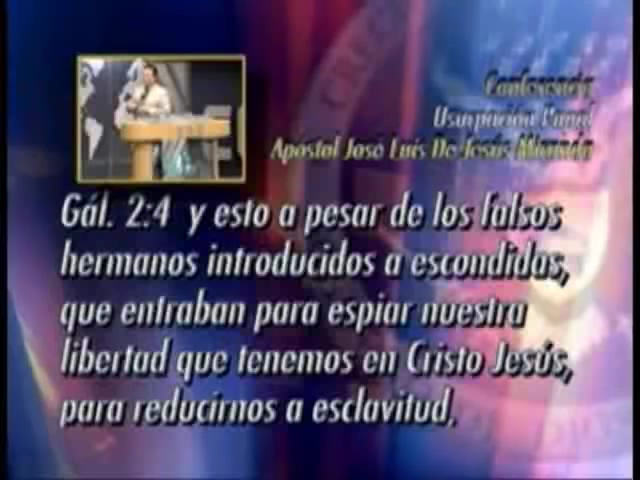 Conferencia
Usurpación Papal
Apóstol José Luis De Jesús Miranda
Gál. 2:4 y esto a pesar de los falsos
hermanos introducidos a escondidas,
que entraban para espiar nuestra
libertad que tenemos en Cristo Jesús,
para reducirnos a esclavitud,